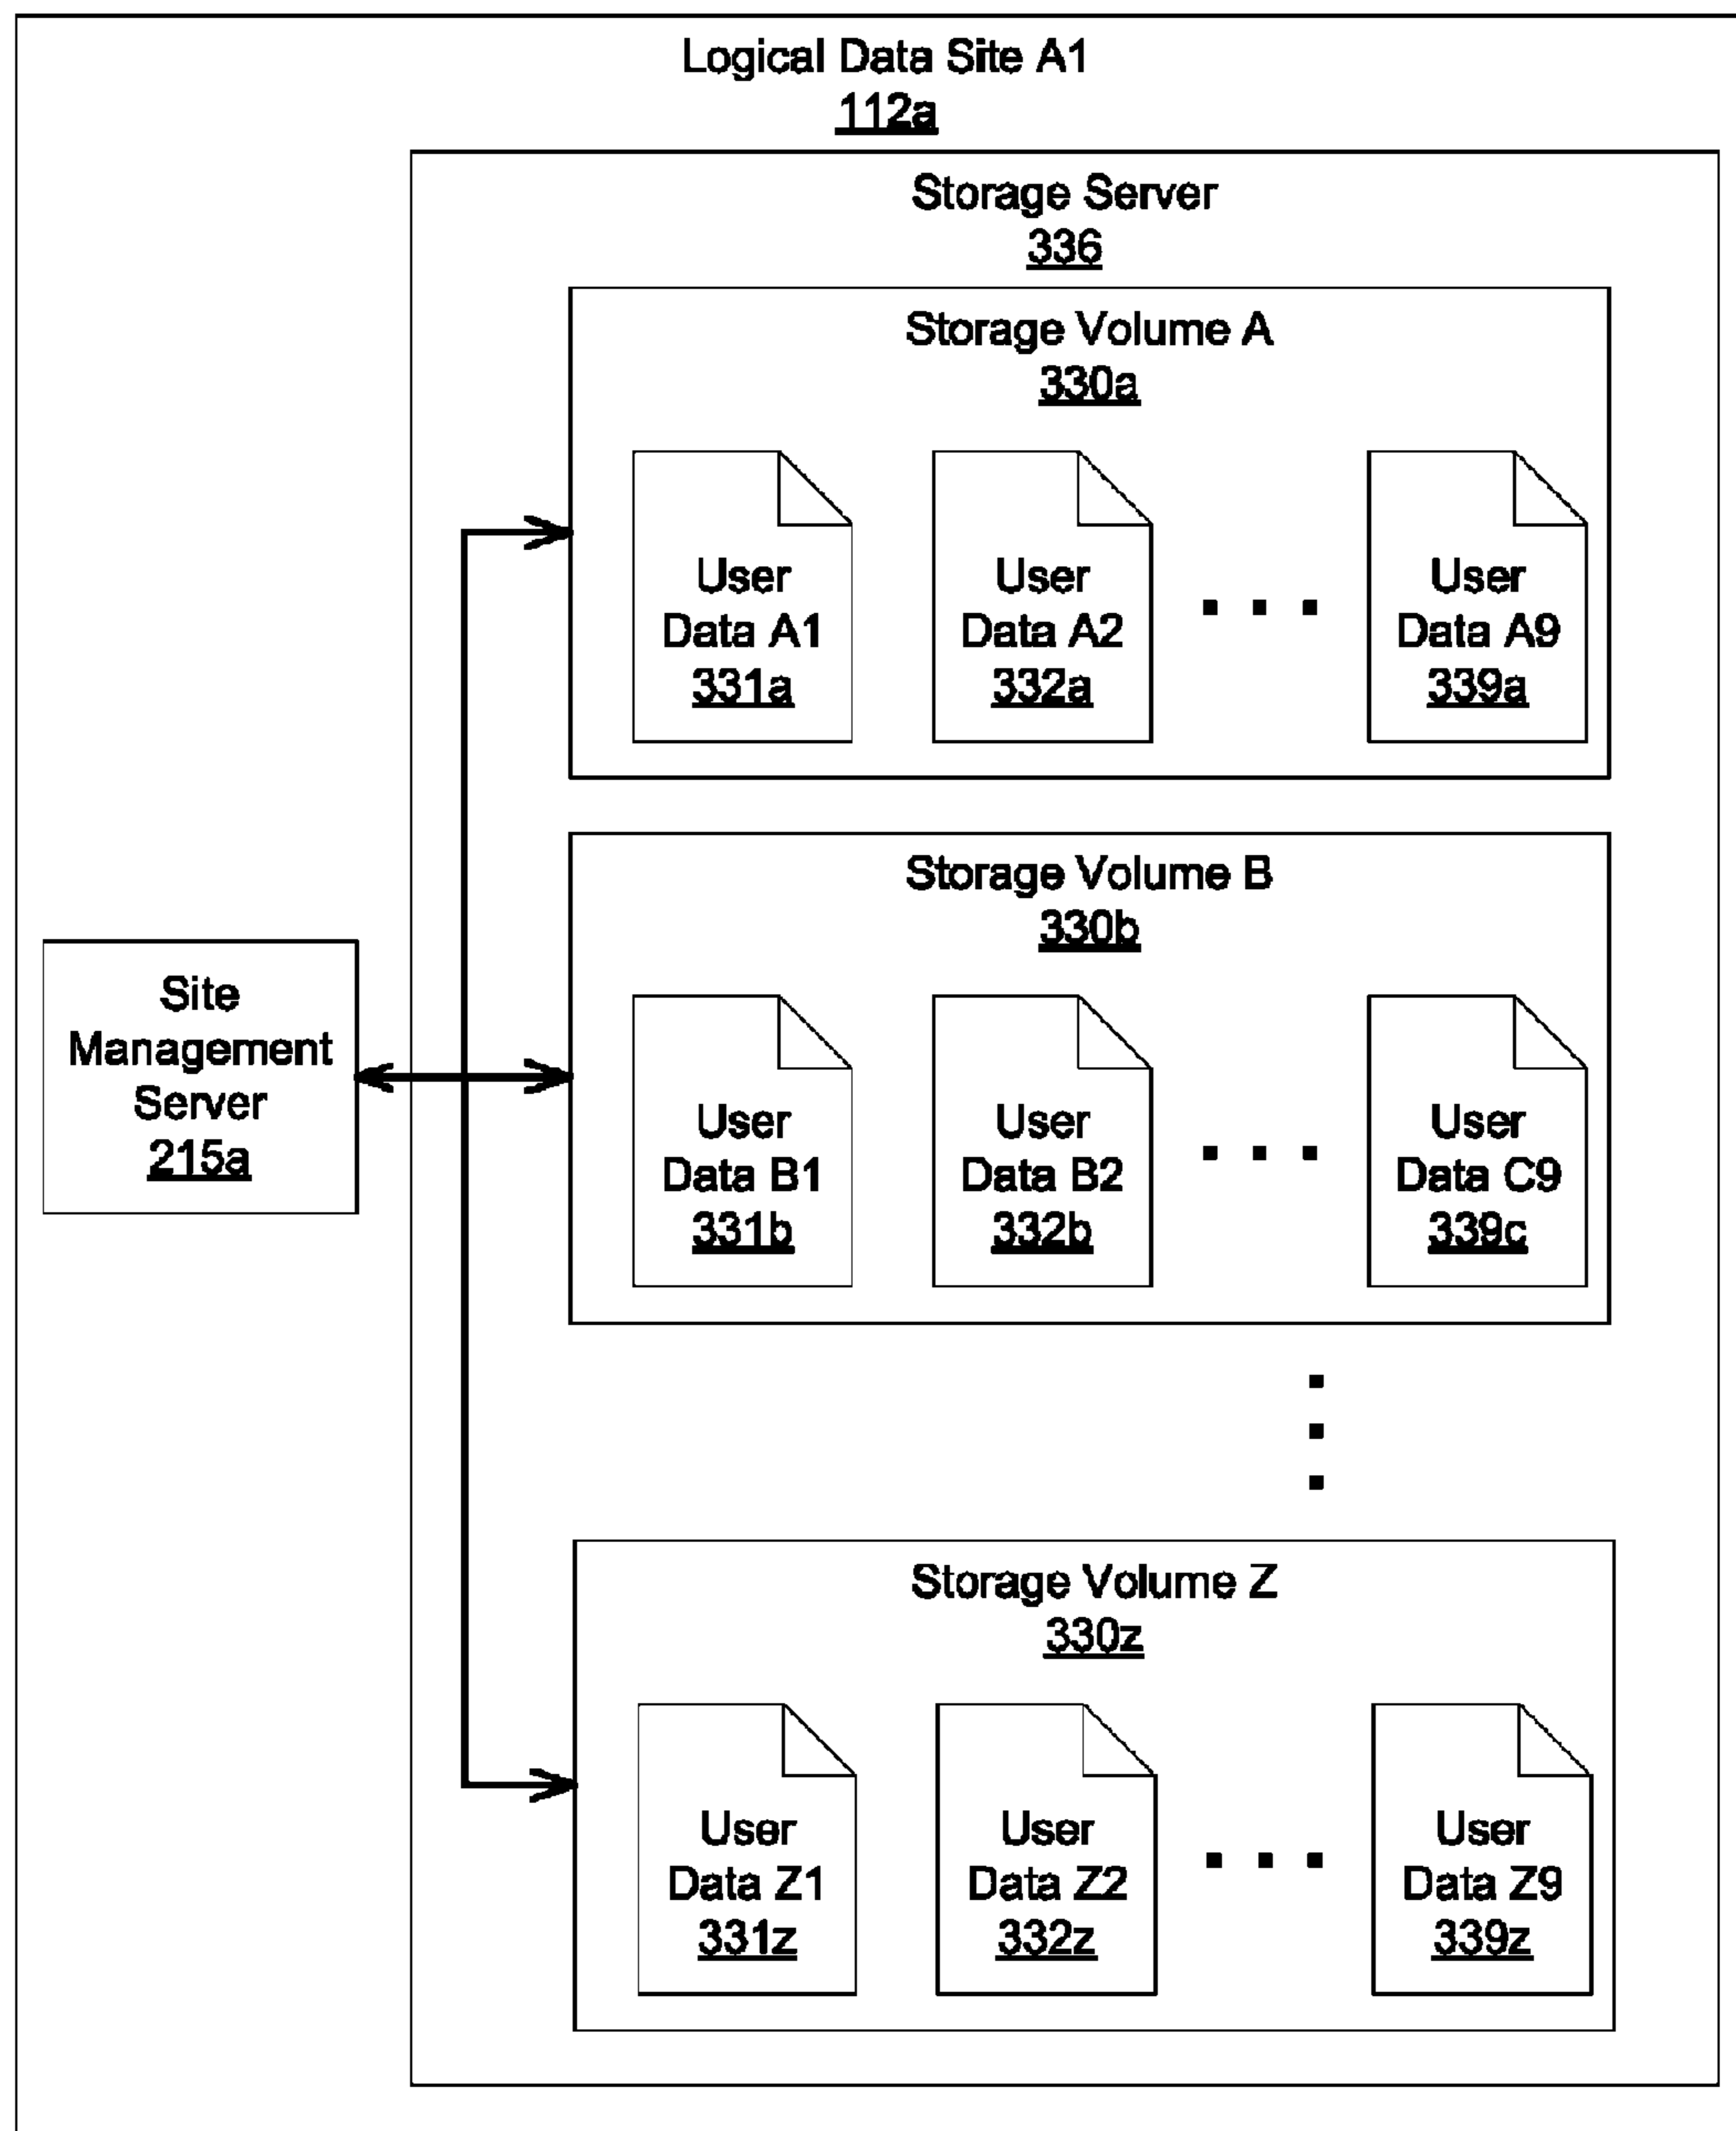 Logical Data Site A1
112a
Storage Server
336
Storage Volume A
330a
User
Data A1
331a
User
Data A2
332a
. . .
User
Data A9
339a
Storage Volume B
330b
Site
Management
Server
215a
User
Data B1
331b
User
Data B2
332b
. . .
User
Data C9
339c
.
.
.
Storage Volume Z
330z
User
Data Z1
331z
User
Data Z2
332z
. . .
User
Data Z9
339z